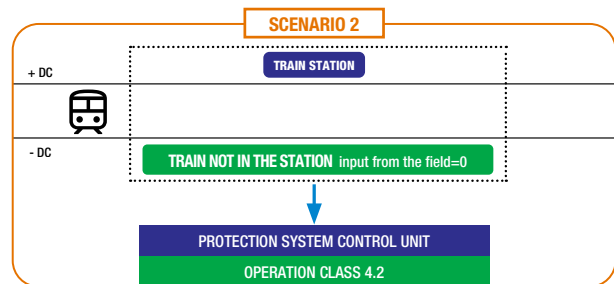 SCENARIO 2
TRAIN STATION
+ DC
- DC
TRAIN NOT IN THE STATION input from the field=0
PROTECTION SYSTEM CONTROL UNIT
OPERATION CLASS 4.2